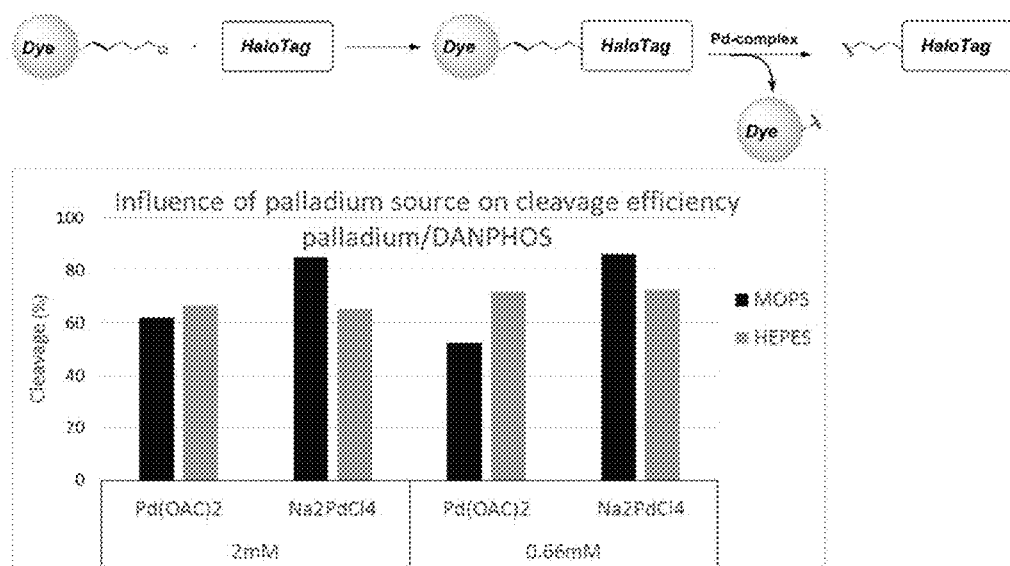 Dye
HaloTag
Dye
HaloTag
Pd-complex
HaloTag
Dye
Influence of palladium source on cleavage efficiency
palladium/DANPHOS
Cleavage (%)
100
80
60
40
20
0
MOPS
HEPES
Pd(OAC)2
Na2PdCl4
Pd(OAC)2
Na2PdCl4
2mM
0.66mM